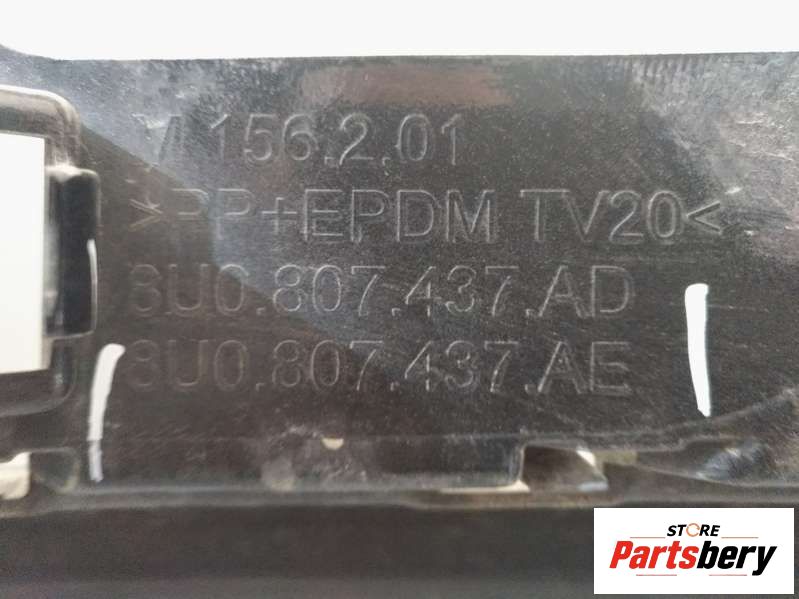 M 156.2.01
>PP+EPDM TV20<
8U0.807.437.AD
8U0.807.437.AE
STORE
Partsbery